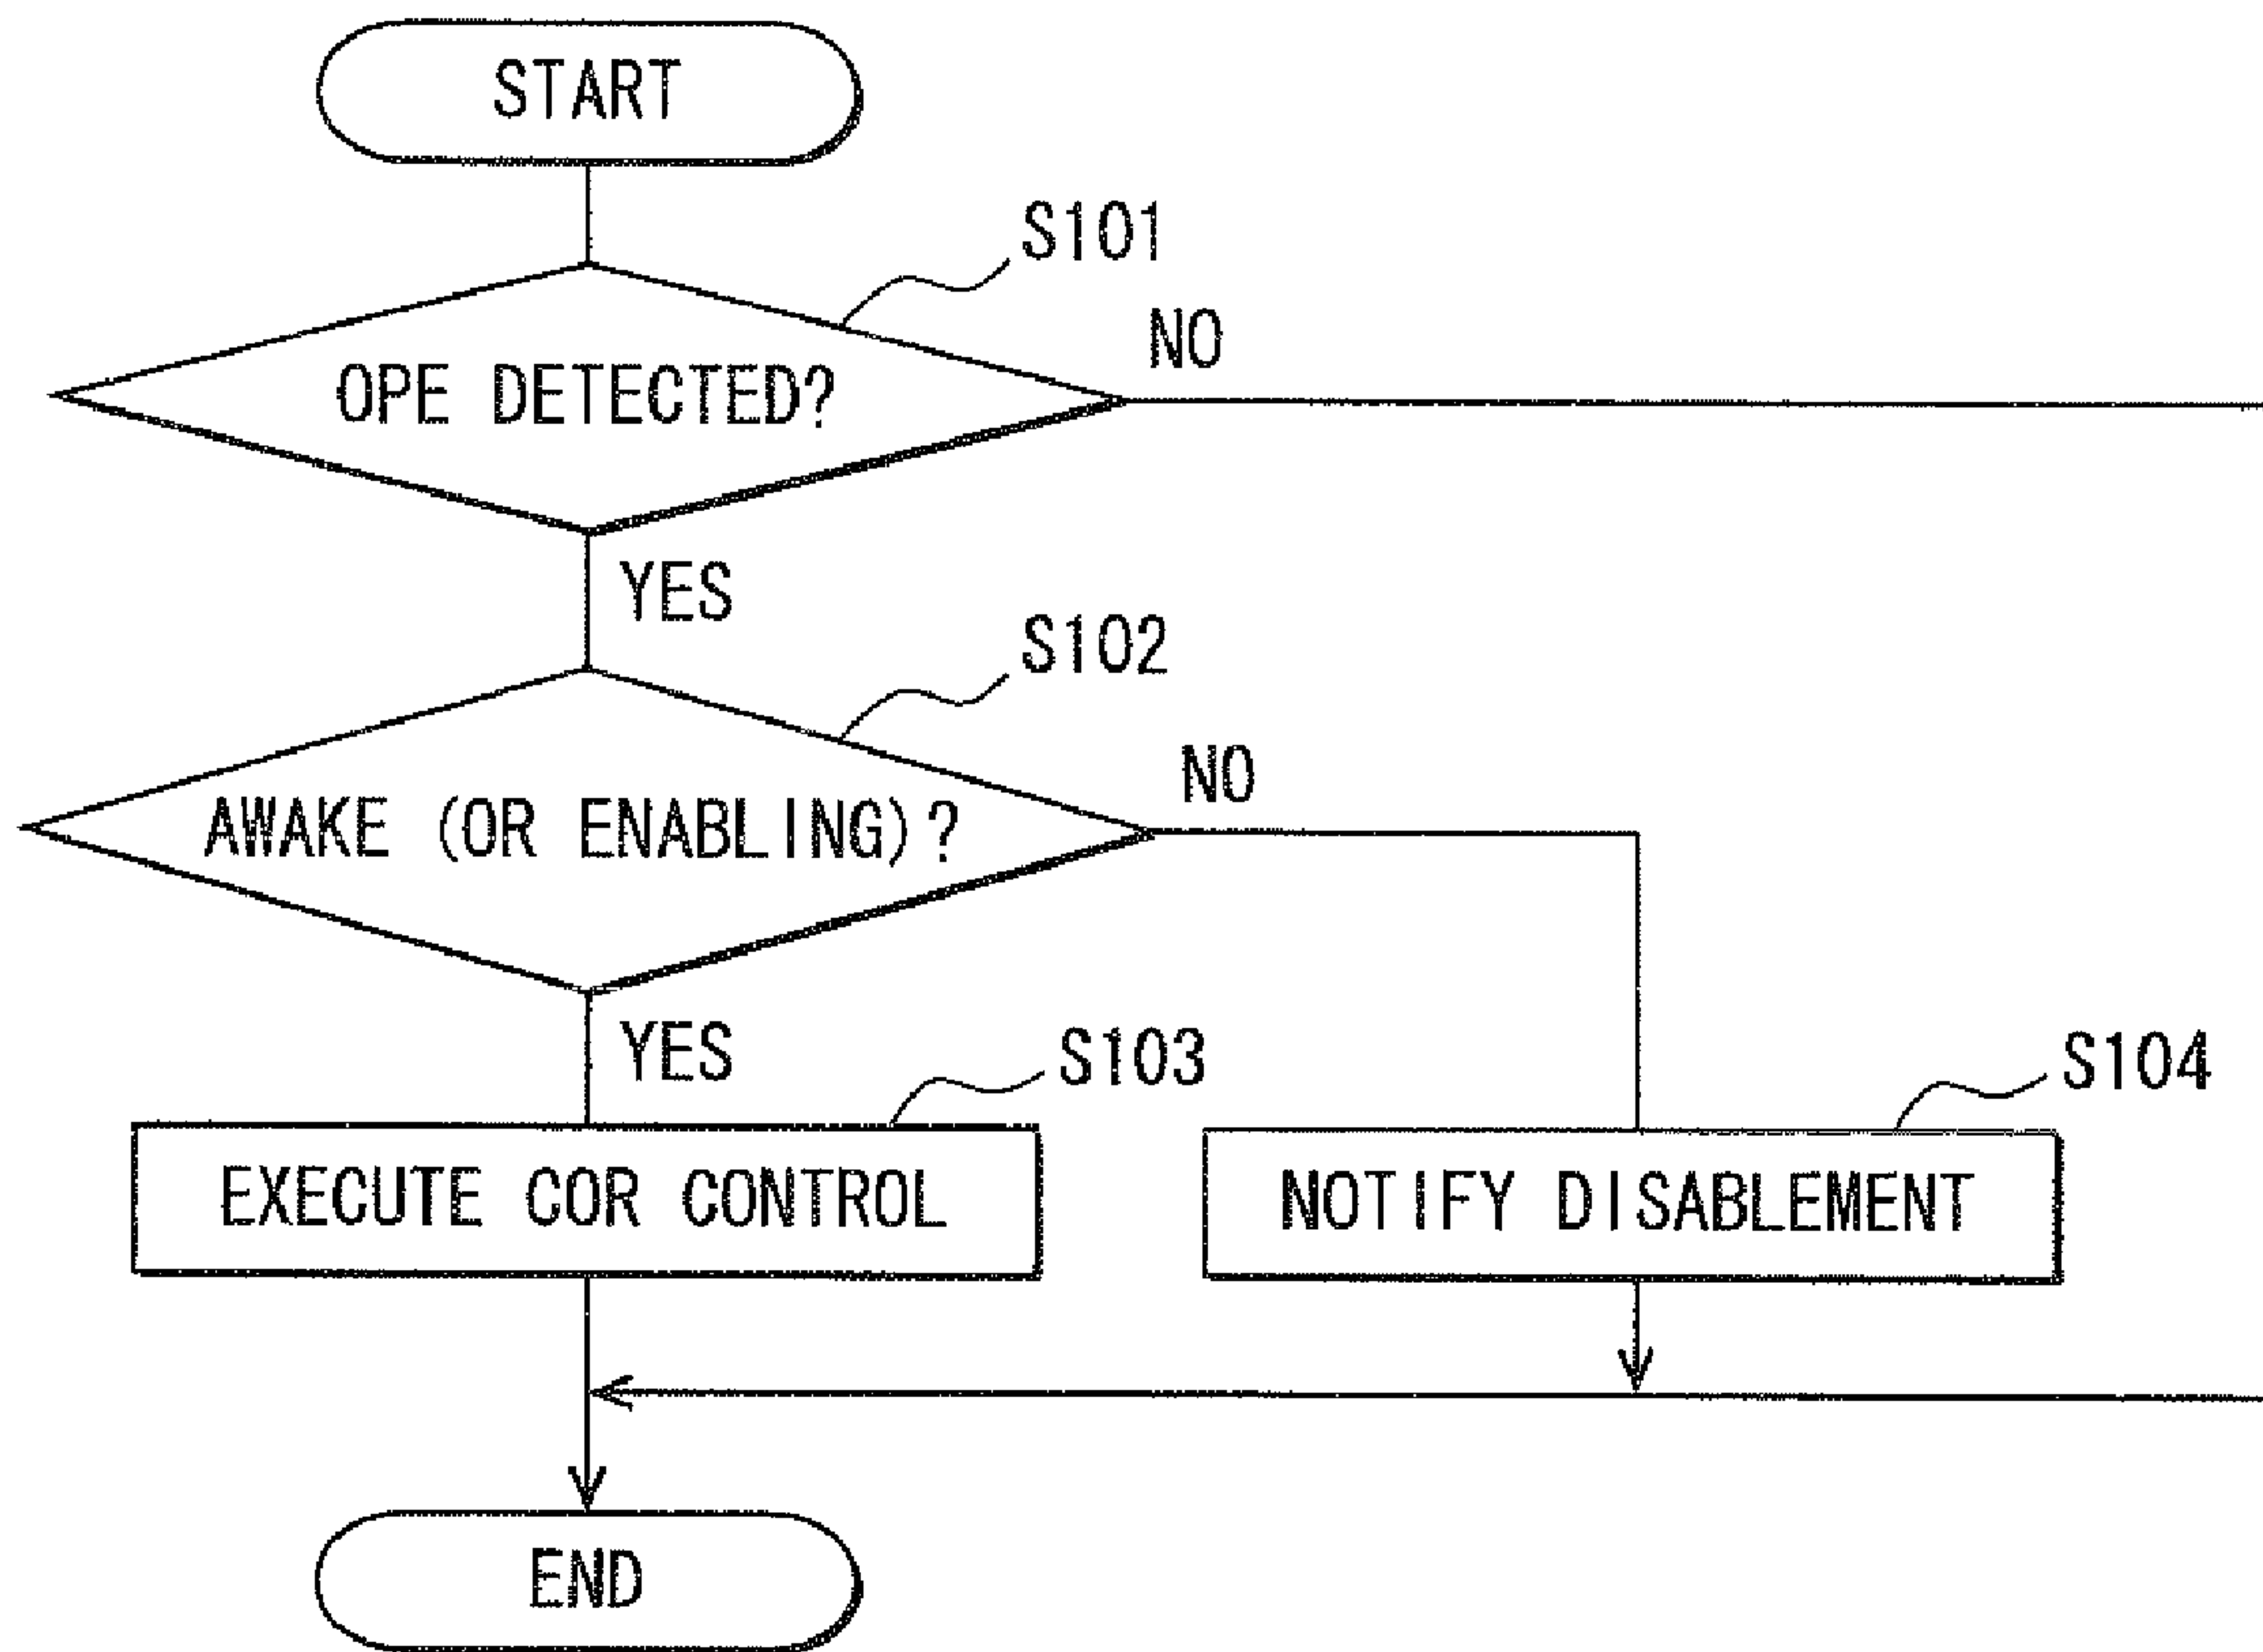 START
S101
OPE DETECTED?
NO
YES
S102
AWAKE (OR ENABLING)?
NO
YES
S103
S104
EXECUTE COR CONTROL
NOTIFY DISABLEMENT
END